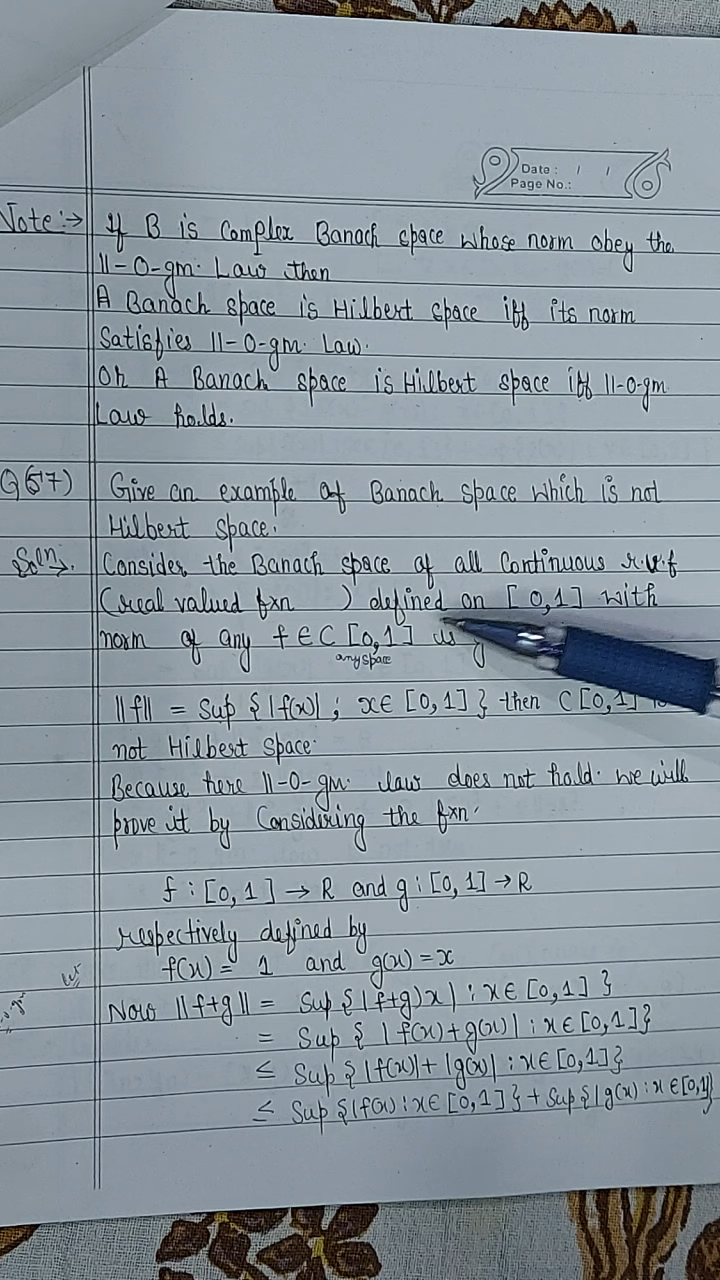 Date: / /
Page No.:
Note:→ If B is Complex Banach space whose norm obey the
||-O-gm. Law then
A Banach space is Hilbert space iff its norm
Satisfies ||-O-gm. Law.
Or A Banach space is Hilbert space iff ||-O-gm
Law holds.
Q(57) Give an example of Banach space which is not
Hilbert space.
Soln→. Consider the Banach space of all Continuous r.v.f
(real valued fxn ) defined on [0,1] with
norm of any f ∈ C [0,1] is
any space
||f|| = Sup {|f(x)| ; x ∈ [0,1] } then C[0,1] is
not Hilbert space.
Because here ||-O-gm. law does not hold. we will
prove it by Considering the fxn.
f : [0,1] → R and g : [0,1] → R
respectively defined by
f(x) = 1 and g(x) = x
Now ||f+g|| = Sup {|f+g)x| : x ∈ [0,1] }
= Sup { |f(x)+g(x)| : x ∈ [0,1]}
≤ Sup {|f(x)|+|g(x)| : x ∈ [0,1]}
≤ Sup {|f(x) : x ∈ [0,1] } + Sup {|g(x) : x ∈ [0,1]}